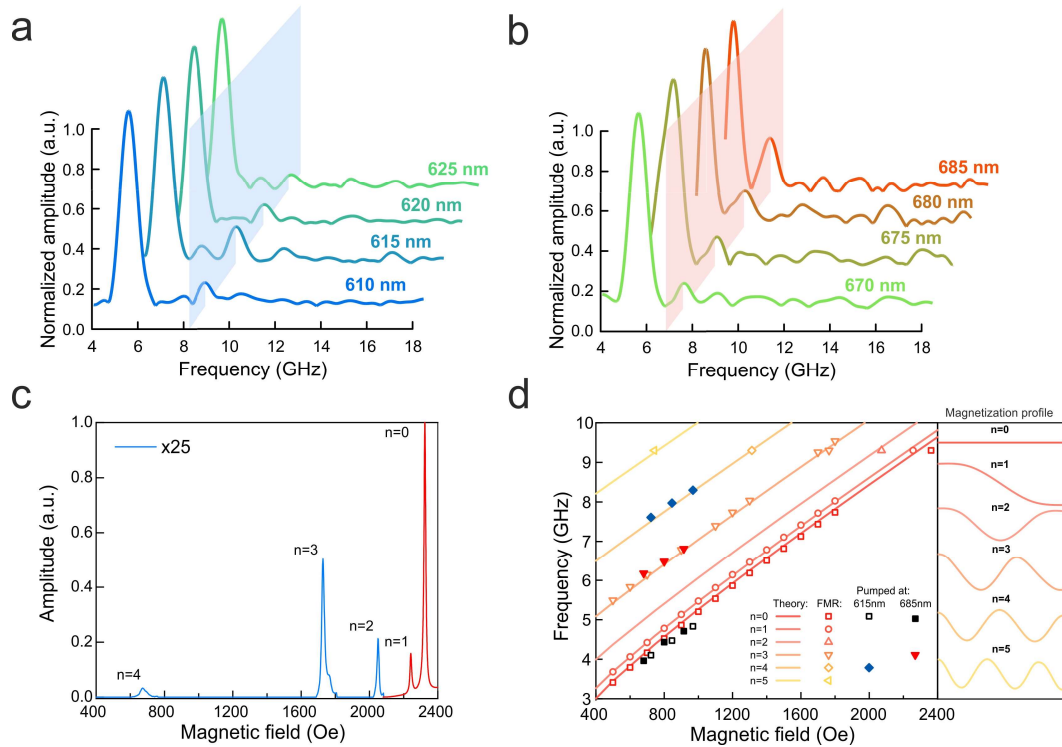 a
Normalized amplitude (a.u.)
1.0
0.8
0.6
0.4
0.2
0.0
625 nm
620 nm
615 nm
610 nm
4 6 8 10 12 14 16 18
Frequency (GHz)
b
Normalized amplitude (a.u.)
1.0
0.8
0.6
0.4
0.2
0.0
685 nm
680 nm
675 nm
670 nm
4 6 8 10 12 14 16 18
Frequency (GHz)
c
Amplitude (a.u.)
1.0
0.8
0.6
0.4
0.2
0.0
x25
n=0
n=3
n=2
n=1
n=4
400 800 1200 1600 2000 2400
Magnetic field (Oe)
d
Frequency (GHz)
10
9
8
7
6
5
4
3
Pumped at:
Theory: FMR: 615nm 685nm
n=0
n=1
n=2
n=3
n=4
n=5
400 800 1200 1600 2000 2400
Magnetic field (Oe)
Magnetization profile
n=0
n=1
n=2
n=3
n=4
n=5